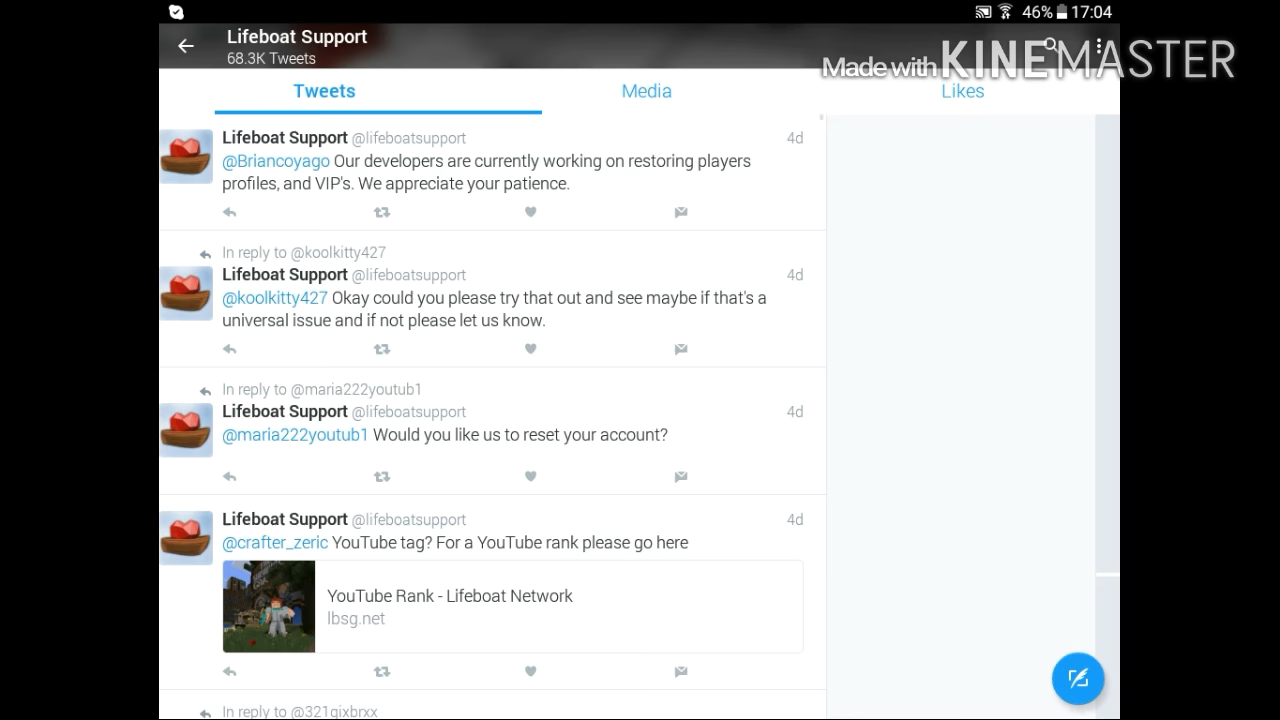 46% 17:04
Lifeboat Support
68.3K Tweets
Made with KINEMASTER
Tweets Media Likes
Lifeboat Support @lifeboatsupport 4d
@Briancoyago Our developers are currently working on restoring players
profiles, and VIP's. We appreciate your patience.
In reply to @koolkitty427
Lifeboat Support @lifeboatsupport 4d
@koolkitty427 Okay could you please try that out and see maybe if that's a
universal issue and if not please let us know.
In reply to @maria222youtub1
Lifeboat Support @lifeboatsupport 4d
@maria222youtub1 Would you like us to reset your account?
Lifeboat Support @lifeboatsupport 4d
@crafter_zeric YouTube tag? For a YouTube rank please go here
YouTube Rank - Lifeboat Network
lbsg.net
In reply to @321gixbrxx